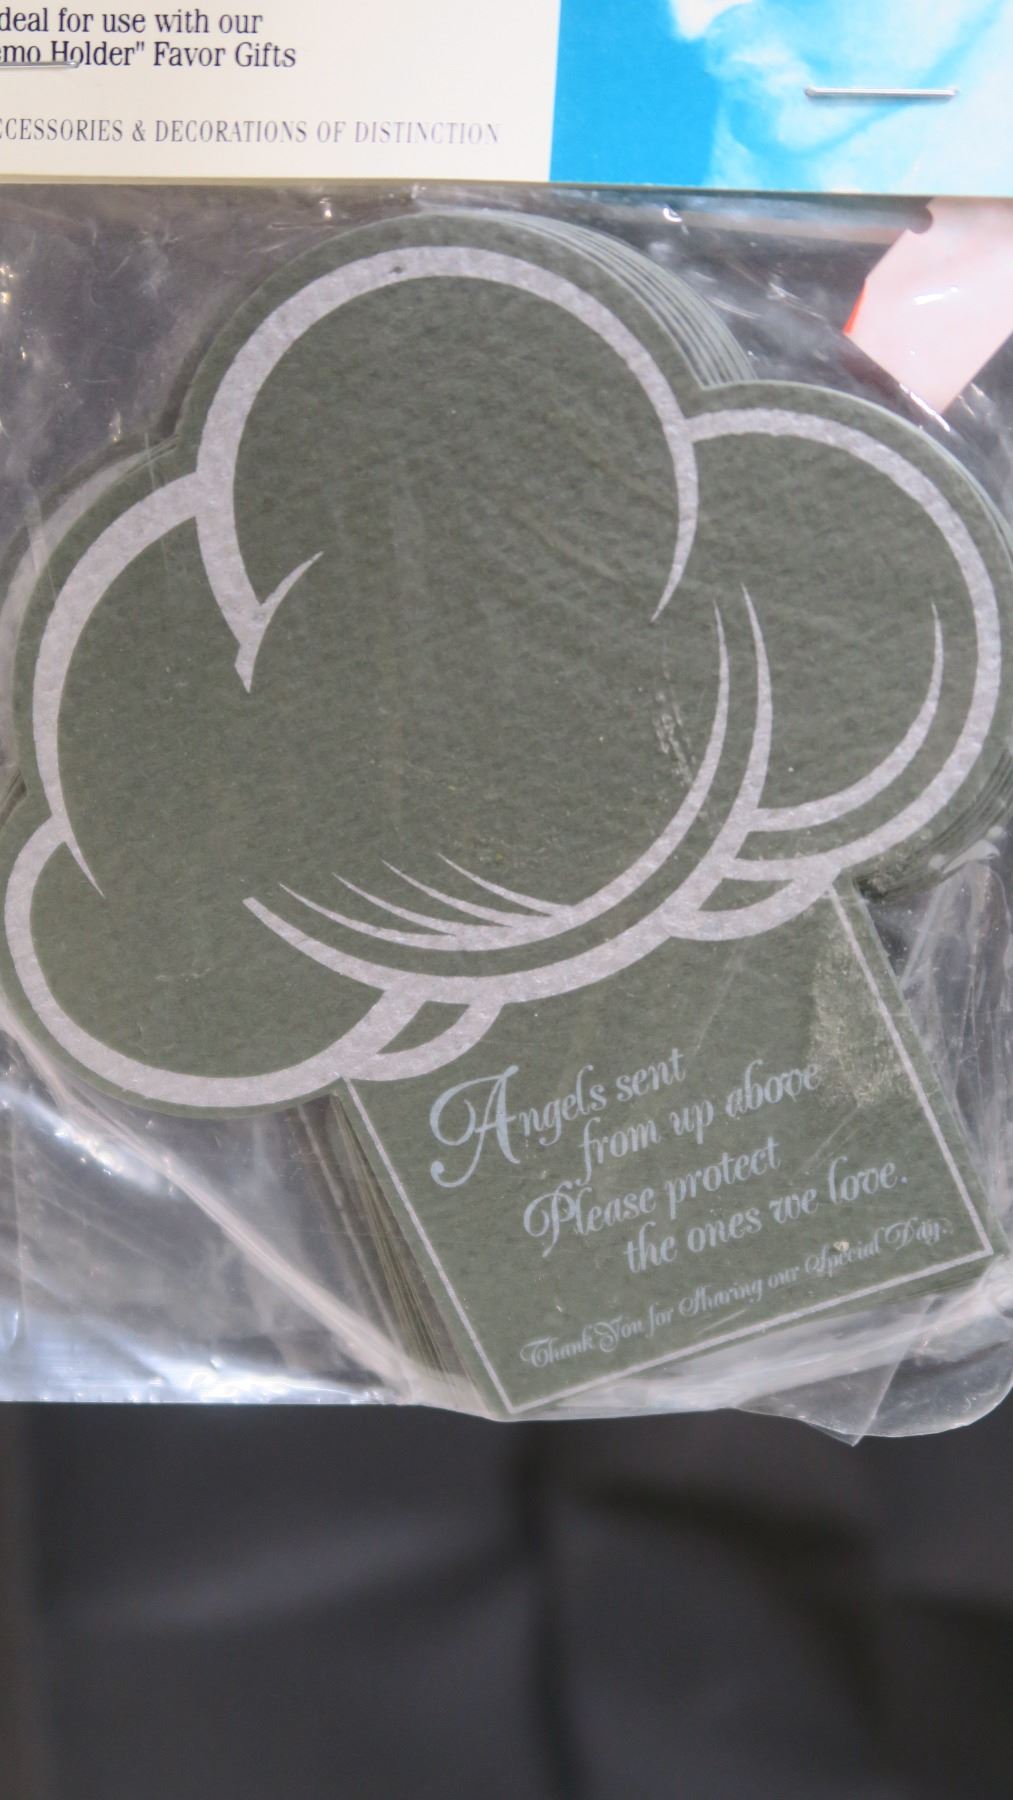 deal for use with our
emo Holder" Favor Gifts
CCESSORIES & DECORATIONS OF DISTINCTION
Angels sent
from up above
Please protect
the ones we love.
Thank You for Sharing our Special Day.